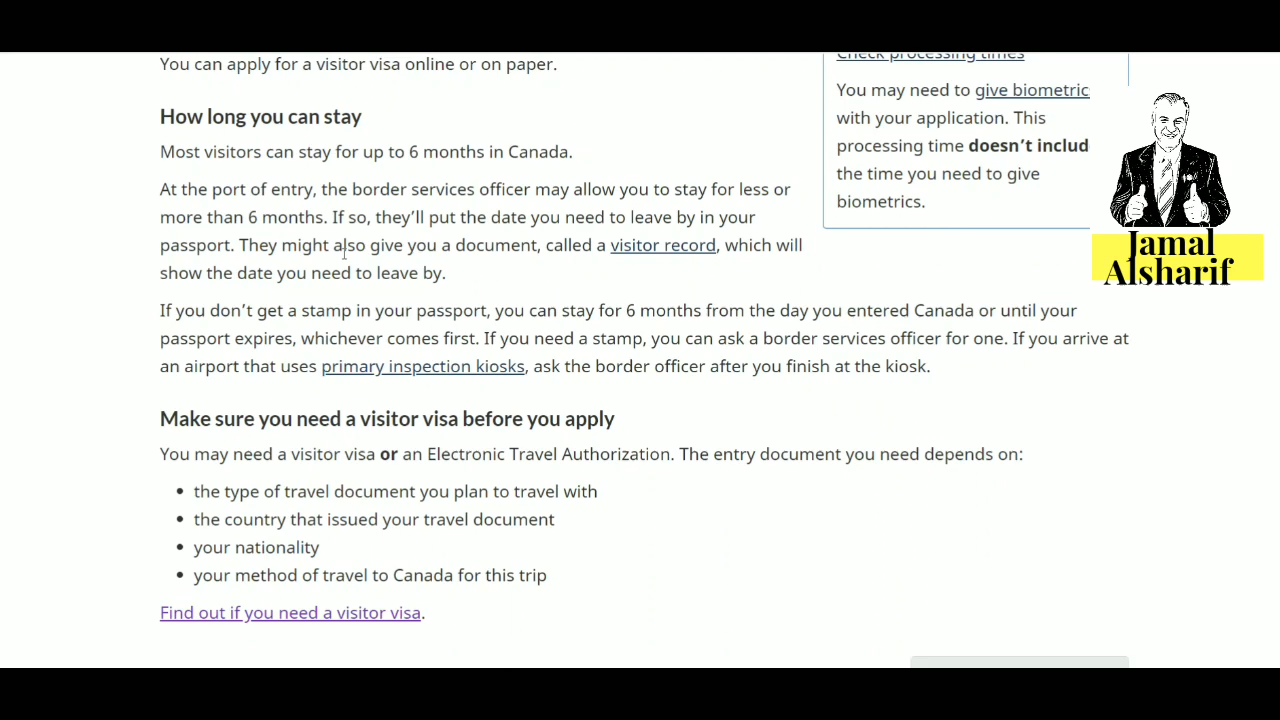 You can apply for a visitor visa online or on paper.
How long you can stay
Most visitors can stay for up to 6 months in Canada.
At the port of entry, the border services officer may allow you to stay for less or
more than 6 months. If so, they’ll put the date you need to leave by in your
passport. They might also give you a document, called a visitor record, which will
show the date you need to leave by.
If you don’t get a stamp in your passport, you can stay for 6 months from the day you entered Canada or until your
passport expires, whichever comes first. If you need a stamp, you can ask a border services officer for one. If you arrive at
an airport that uses primary inspection kiosks, ask the border officer after you finish at the kiosk.
Make sure you need a visitor visa before you apply
You may need a visitor visa or an Electronic Travel Authorization. The entry document you need depends on:
• the type of travel document you plan to travel with
• the country that issued your travel document
• your nationality
• your method of travel to Canada for this trip
Find out if you need a visitor visa.
Check processing times
You may need to give biometric
with your application. This
processing time doesn’t includ
the time you need to give
biometrics.
Jamal
Alsharif